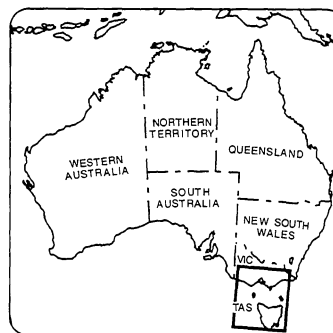 NORTHERN
TERRITORY
WESTERN
AUSTRALIA
QUEENSLAND
SOUTH
AUSTRALIA
NEW SOUTH
WALES
VIC
TAS